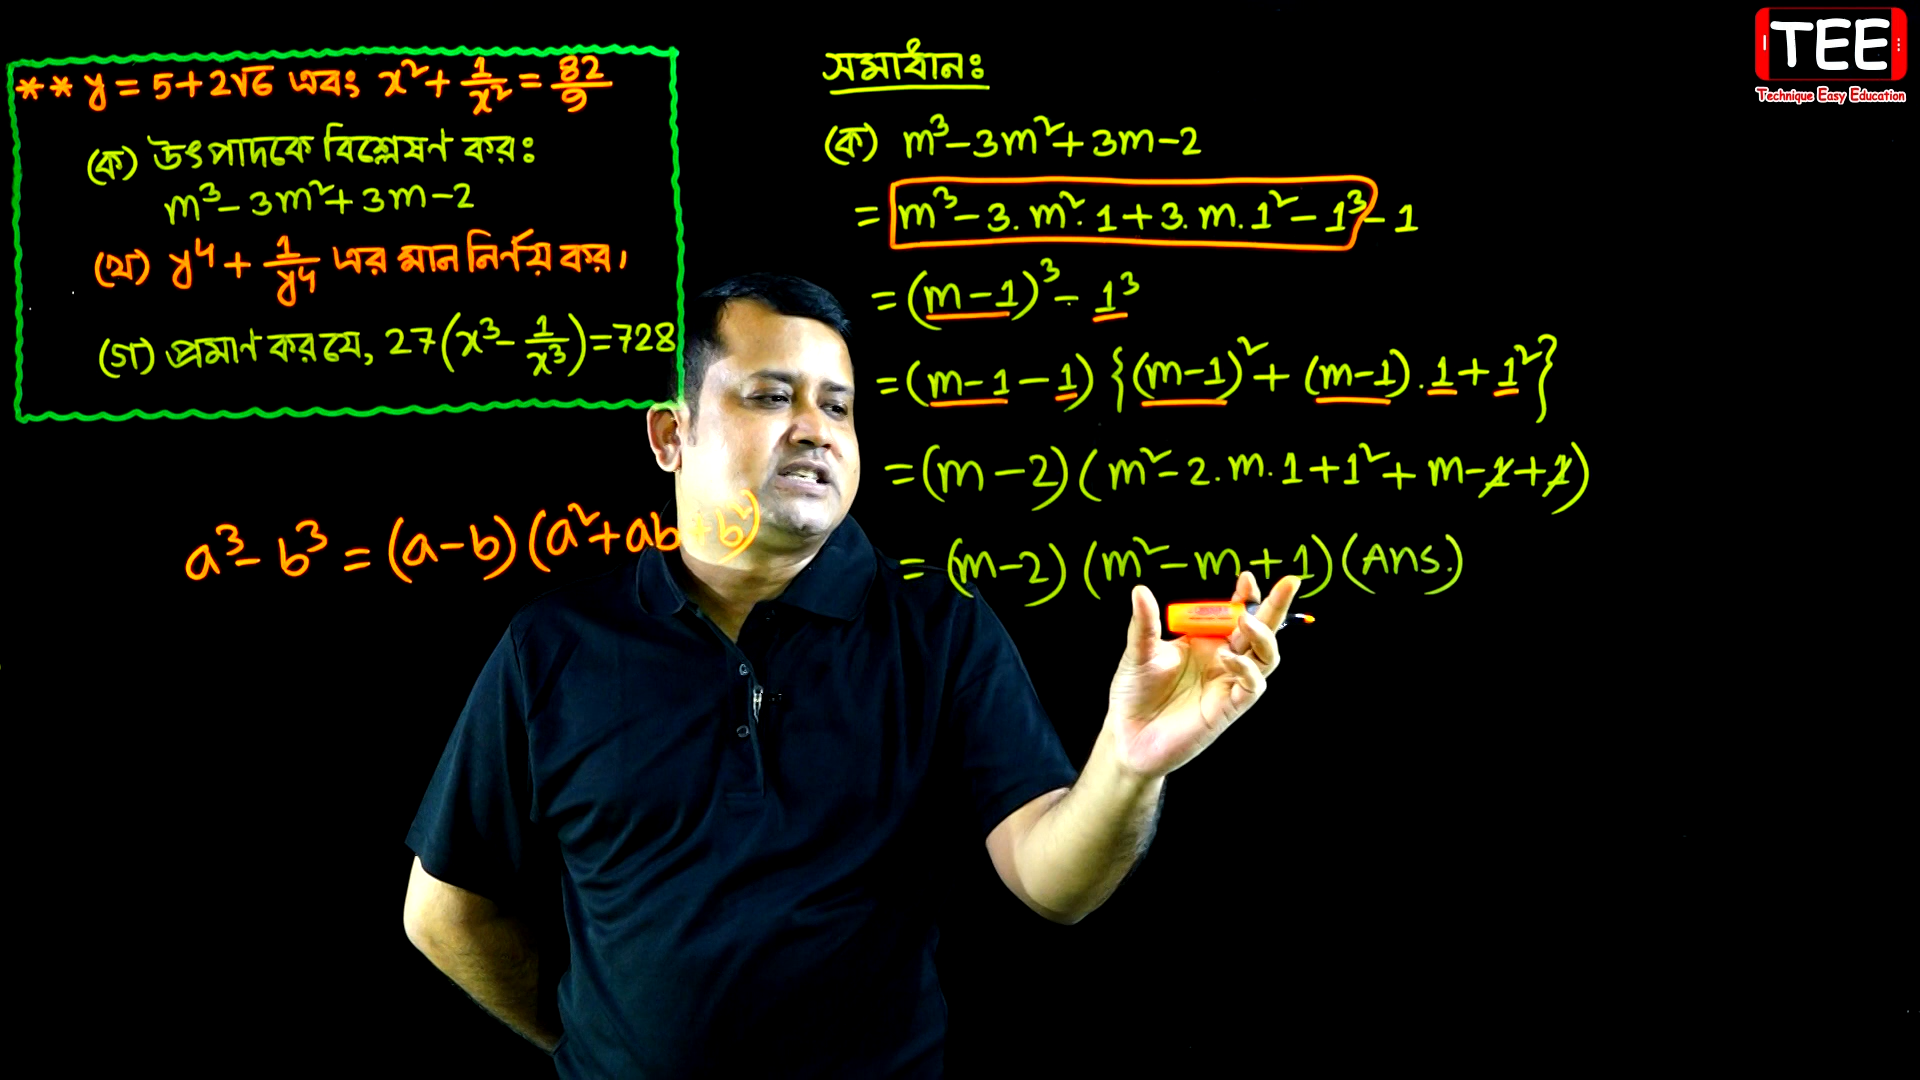 ** y = 5+2√6 এবং x² + 1/x² = 82/9
(ক) উৎপাদকে বিশ্লেষণ কর:
m³ - 3m² + 3m - 2
(খ) y⁴ + 1/y⁴ এর মান নির্ণয় কর।
(গ) প্রমাণ কর যে, 27(x³ - 1/x³) = 728
a³ - b³ = (a-b)(a² + ab + b²)
সমাধান:
(ক) m³ - 3m² + 3m - 2
= m³ - 3.m².1 + 3.m.1² - 1³ - 1
= (m-1)³ - 1³
= (m-1-1){(m-1)² + (m-1).1 + 1²}
= (m-2)(m² - 2.m.1 + 1² + m - 1 + 1)
= (m-2)(m² - m + 1)(Ans.)
TEE
Technique Easy Education